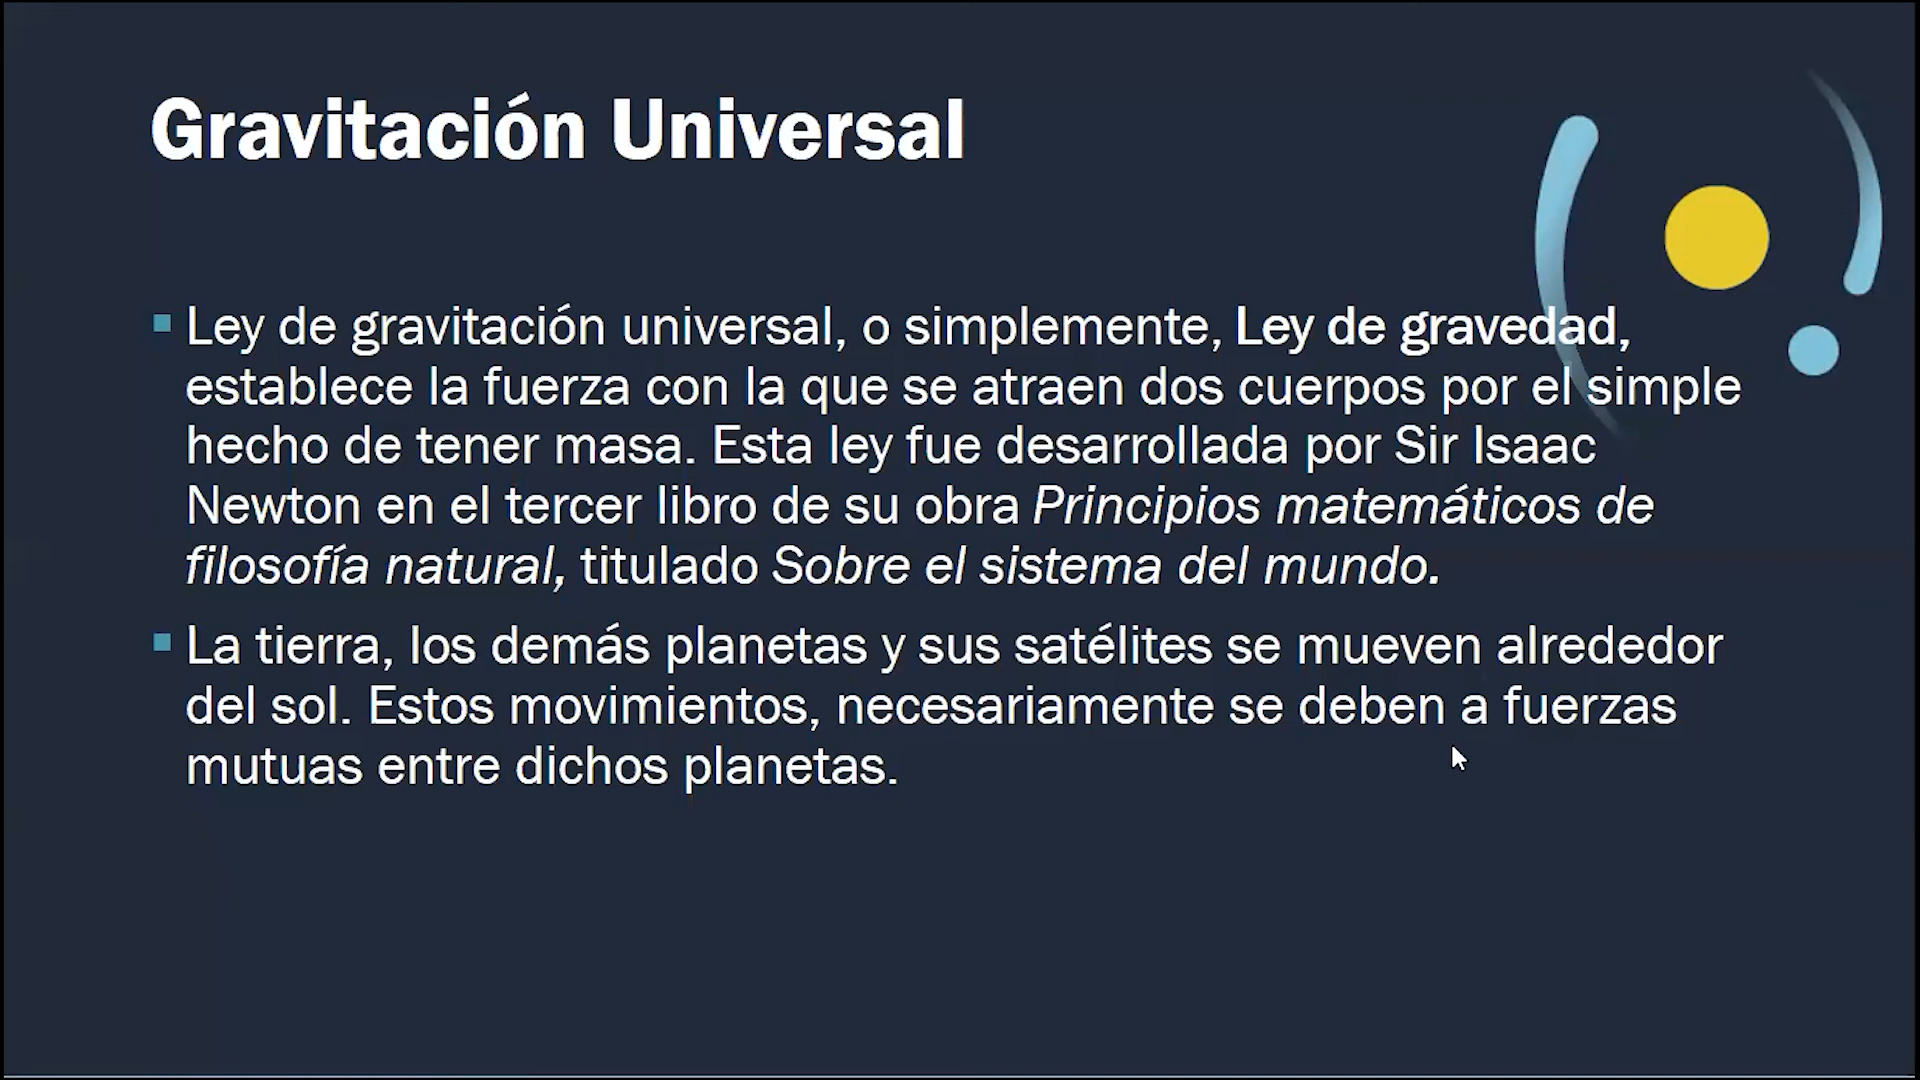 Gravitación Universal
Ley de gravitación universal, o simplemente, Ley de gravedad,
establece la fuerza con la que se atraen dos cuerpos por el simple
hecho de tener masa. Esta ley fue desarrollada por Sir Isaac
Newton en el tercer libro de su obra Principios matemáticos de
filosofía natural, titulado Sobre el sistema del mundo.
La tierra, los demás planetas y sus satélites se mueven alrededor
del sol. Estos movimientos, necesariamente se deben a fuerzas
mutuas entre dichos planetas.